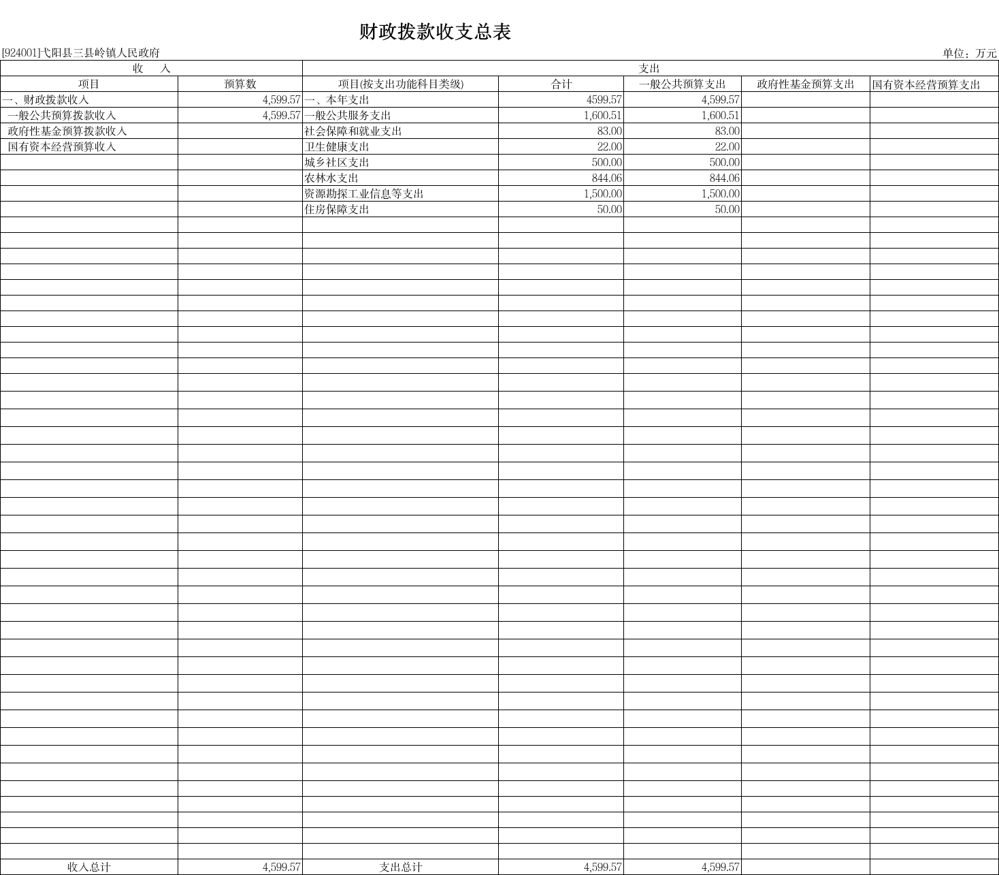 财政拨款收支总表
[924001]弋阳县三县岭镇人民政府 单位：万元
收 入 支出
项目 预算数 项目(按支出功能科目类级) 合计 一般公共预算支出 政府性基金预算支出 国有资本经营预算支出
一、财政拨款收入 4,599.57 一、本年支出 4599.57 4,599.57
一般公共预算拨款收入 4,599.57 一般公共服务支出 1,600.51 1,600.51
政府性基金预算拨款收入 社会保障和就业支出 83.00 83.00
国有资本经营预算收入 卫生健康支出 22.00 22.00
城乡社区支出 500.00 500.00
农林水支出 844.06 844.06
资源勘探工业信息等支出 1,500.00 1,500.00
住房保障支出 50.00 50.00
收入总计 4,599.57 支出总计 4,599.57 4,599.57